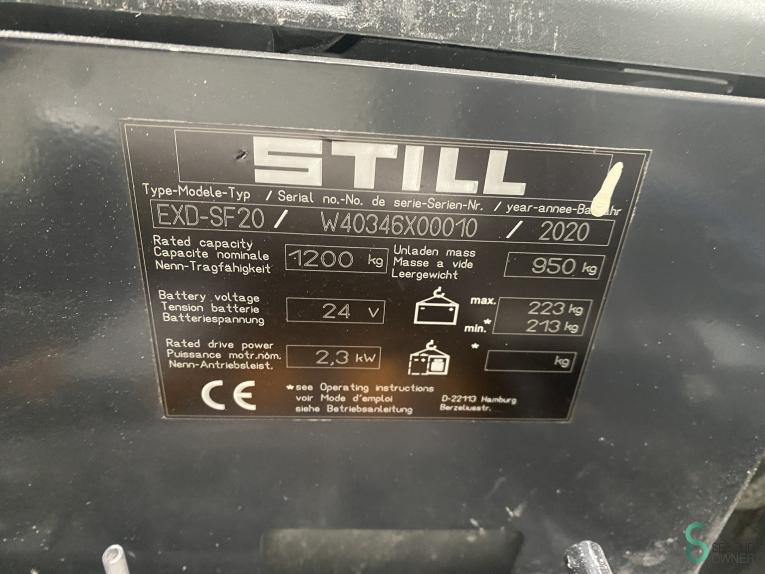 STILL
Type-Modele-Typ / Serial no.-No. de serie-Serien-Nr. / year-annee-Baujahr
EXD-SF20 / W40346X00010 / 2020
Rated capacity
Capacite nominale
Nenn-Tragfähigkeit
1200 kg
Unladen mass
Masse a vide
Leergewicht
950 kg
Battery voltage
Tension batterie
Batteriespannung
24 V
max. 223 kg
min.* 213 kg
Rated drive power
Puissance motr.nóm.
Nenn-Antriebsleist.
2,3 kW
* kg
CE
*see Operating instructions
voir Mode d'emploi
siehe Betriebsanleitung
D-22113 Hamburg
Berzeliusstr.
OWNER